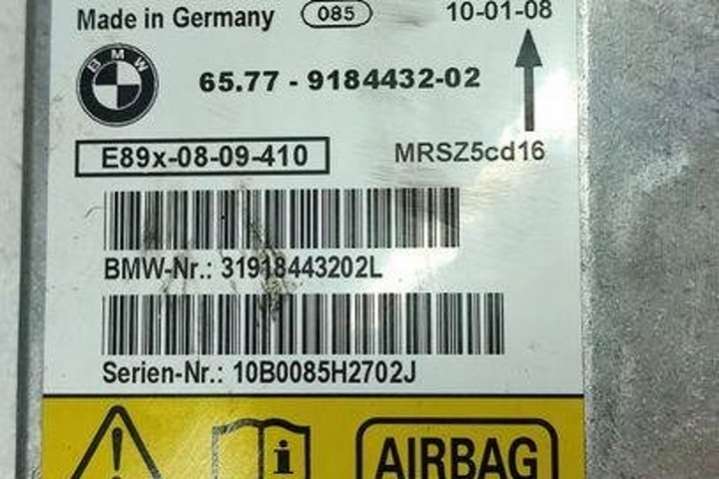 Made in Germany 085 10-01-08
BMW
65.77 - 9184432-02
E89x-08-09-410 MRSZ5cd16
BMW-Nr.: 31918443202L
Serien-Nr.: 10B0085H2702J
! i AIRBAG